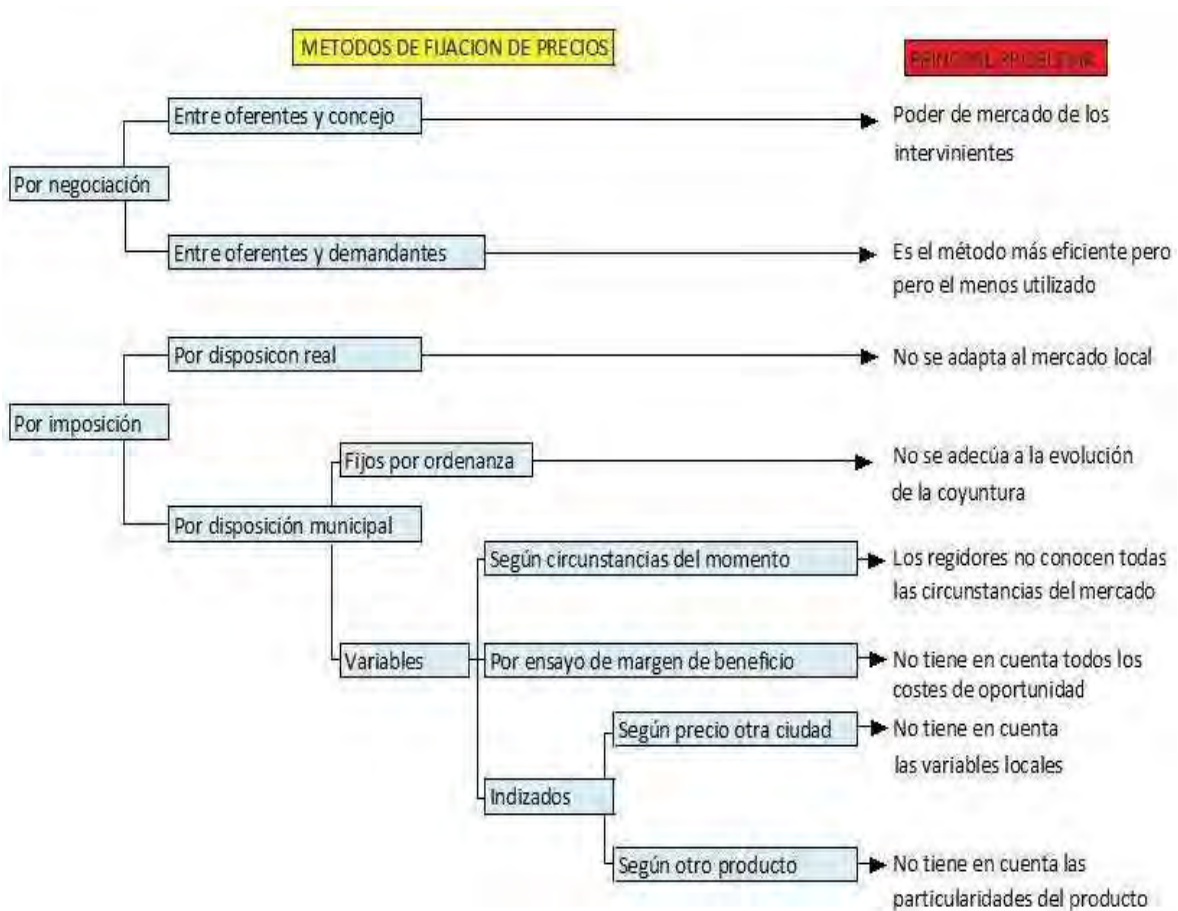 METODOS DE FIJACION DE PRECIOS
PRINCIPAL PROBLEMA
Entre oferentes y concejo
Poder de mercado de los
intervinientes
Por negociación
Entre oferentes y demandantes
Es el método más eficiente pero
pero el menos utilizado
Por disposicon real
No se adapta al mercado local
Por imposición
Fijos por ordenanza
No se adecúa a la evolución
de la coyuntura
Por disposición municipal
Según circunstancias del momento
Los regidores no conocen todas
las circunstancias del mercado
Variables
Por ensayo de margen de beneficio
No tiene en cuenta todos los
costes de oportunidad
Según precio otra ciudad
No tiene en cuenta
las variables locales
Indizados
Según otro producto
No tiene en cuenta las
particularidades del producto